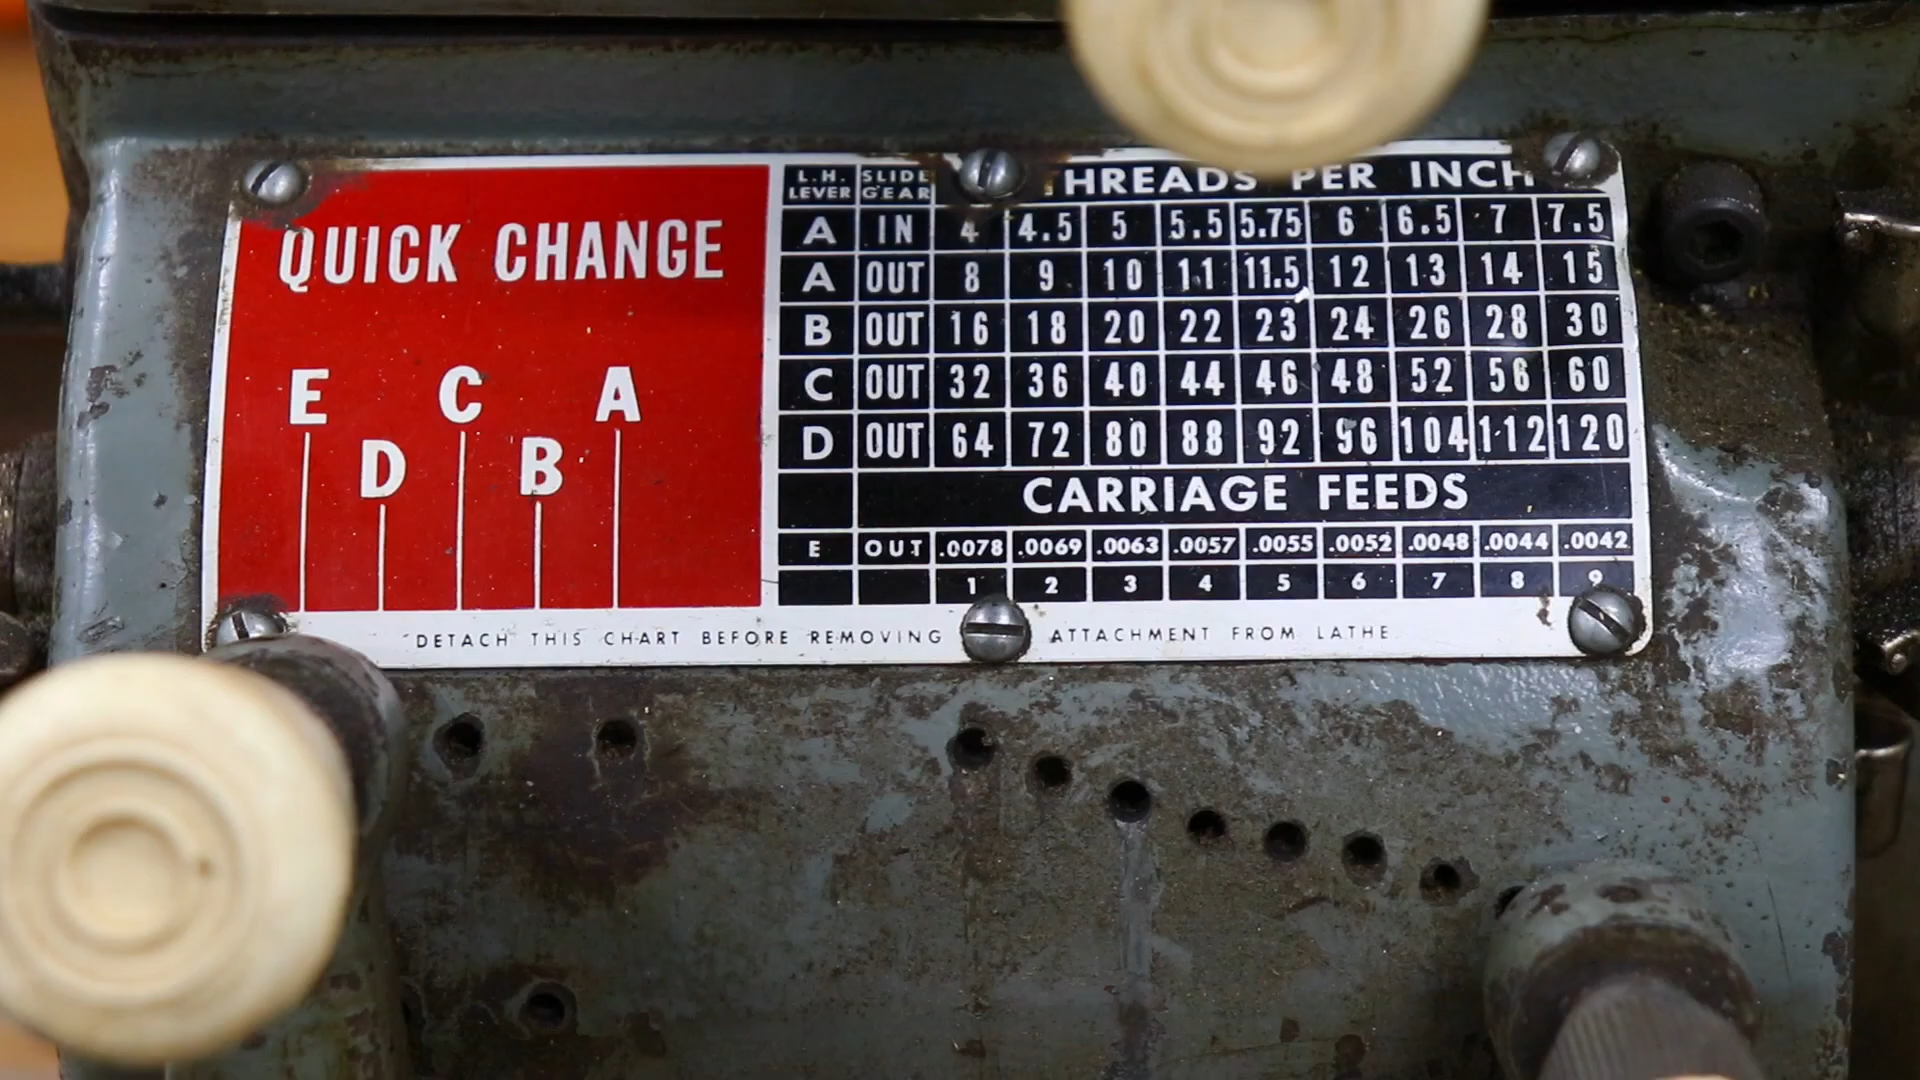 QUICK CHANGE
E C A
D B
L.H. LEVER SLIDE GEAR THREADS PER INCH
A IN 4 4.5 5 5.5 5.75 6 6.5 7 7.5
A OUT 8 9 10 11 11.5 12 13 14 15
B OUT 16 18 20 22 23 24 26 28 30
C OUT 32 36 40 44 46 48 52 56 60
D OUT 64 72 80 88 92 96 104 112 120
CARRIAGE FEEDS
E OUT .0078 .0069 .0063 .0057 .0055 .0052 .0048 .0044 .0042
1 2 3 4 5 6 7 8 9
DETACH THIS CHART BEFORE REMOVING ATTACHMENT FROM LATHE